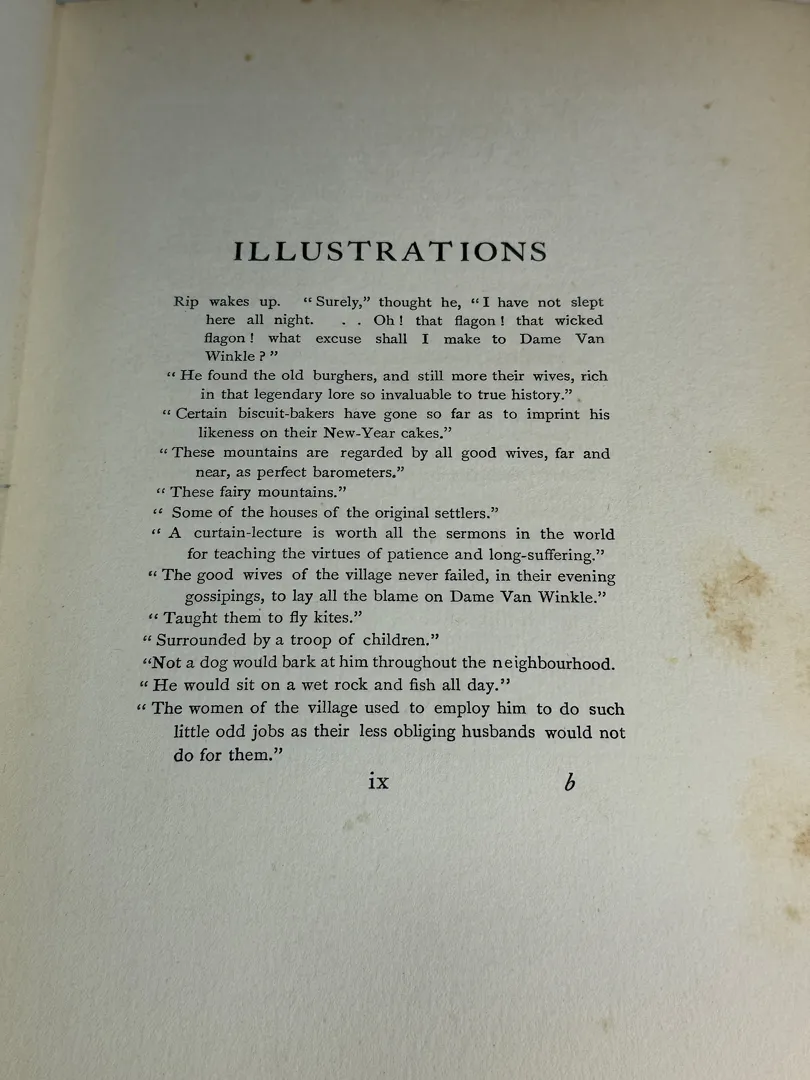 ILLUSTRATIONS
Rip wakes up. “Surely,” thought he, “I have not slept
here all night. . . Oh! that flagon! that wicked
flagon! what excuse shall I make to Dame Van
Winkle?”
“He found the old burghers, and still more their wives, rich
in that legendary lore so invaluable to true history.”
“Certain biscuit-bakers have gone so far as to imprint his
likeness on their New-Year cakes.”
“These mountains are regarded by all good wives, far and
near, as perfect barometers.”
“These fairy mountains.”
“Some of the houses of the original settlers.”
“A curtain-lecture is worth all the sermons in the world
for teaching the virtues of patience and long-suffering.”
“The good wives of the village never failed, in their evening
gossipings, to lay all the blame on Dame Van Winkle.”
“Taught them to fly kites.”
“Surrounded by a troop of children.”
“Not a dog would bark at him throughout the neighbourhood.
“He would sit on a wet rock and fish all day.”
“The women of the village used to employ him to do such
little odd jobs as their less obliging husbands would not
do for them.”
ix b